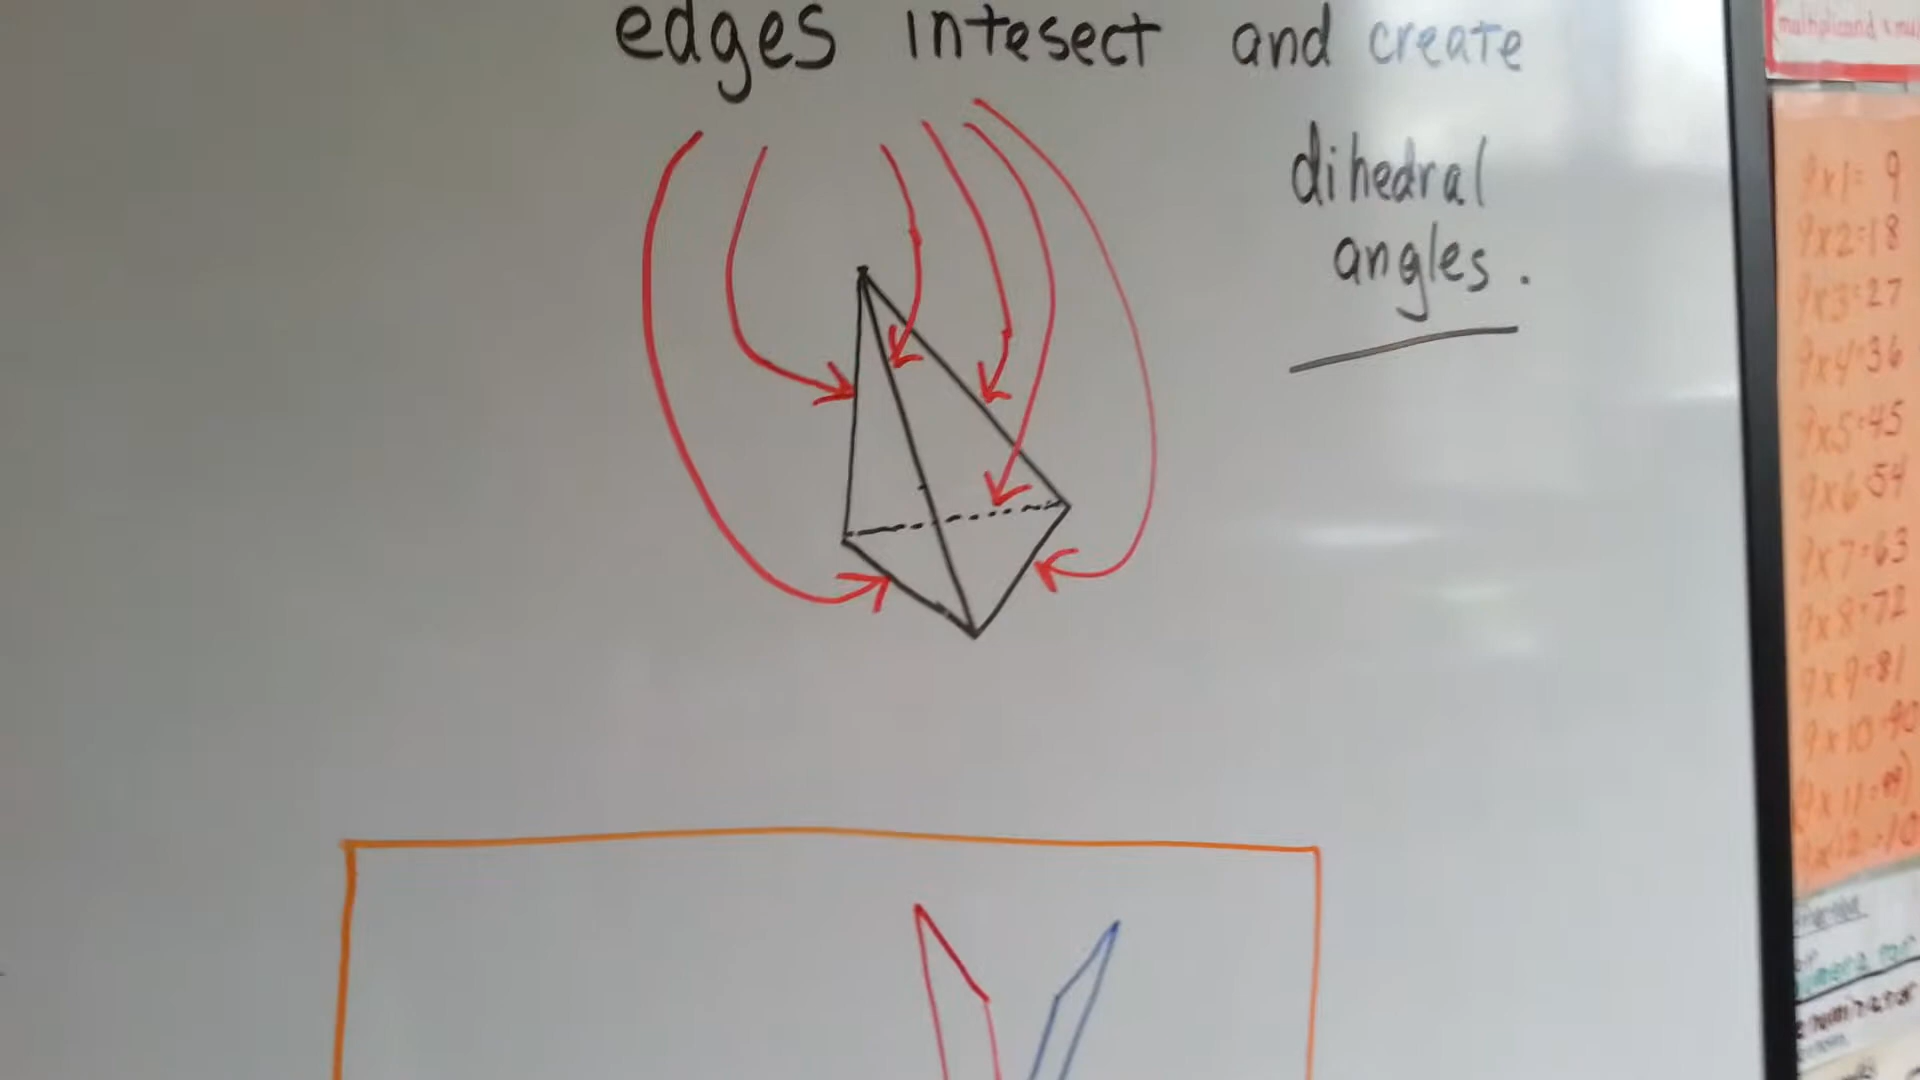 edges intesect and create
dihedral
angles.
9x1= 9
9x2=18
9x3=27
9x4=36
9x5=45
9x6=54
9x7=63
9x8=72
9x9=81
9x10=90
9x11=99